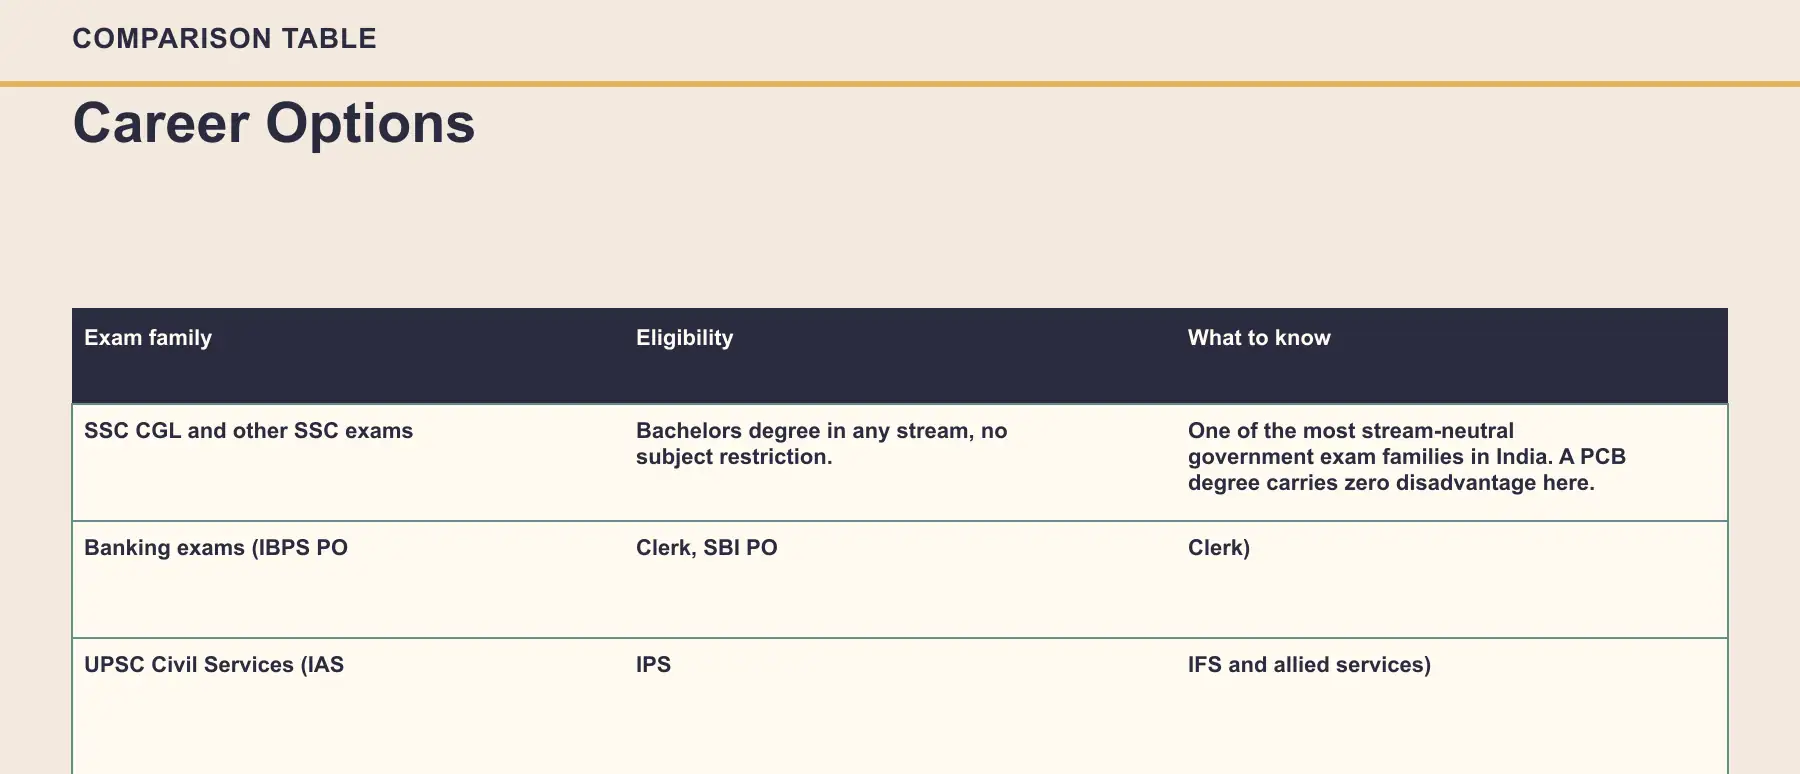 COMPARISON TABLE
Career Options
Exam family
Eligibility
What to know
SSC CGL and other SSC exams
Bachelors degree in any stream, no
subject restriction.
One of the most stream-neutral
government exam families in India. A PCB
degree carries zero disadvantage here.
Banking exams (IBPS PO
Clerk, SBI PO
Clerk)
UPSC Civil Services (IAS
IPS
IFS and allied services)